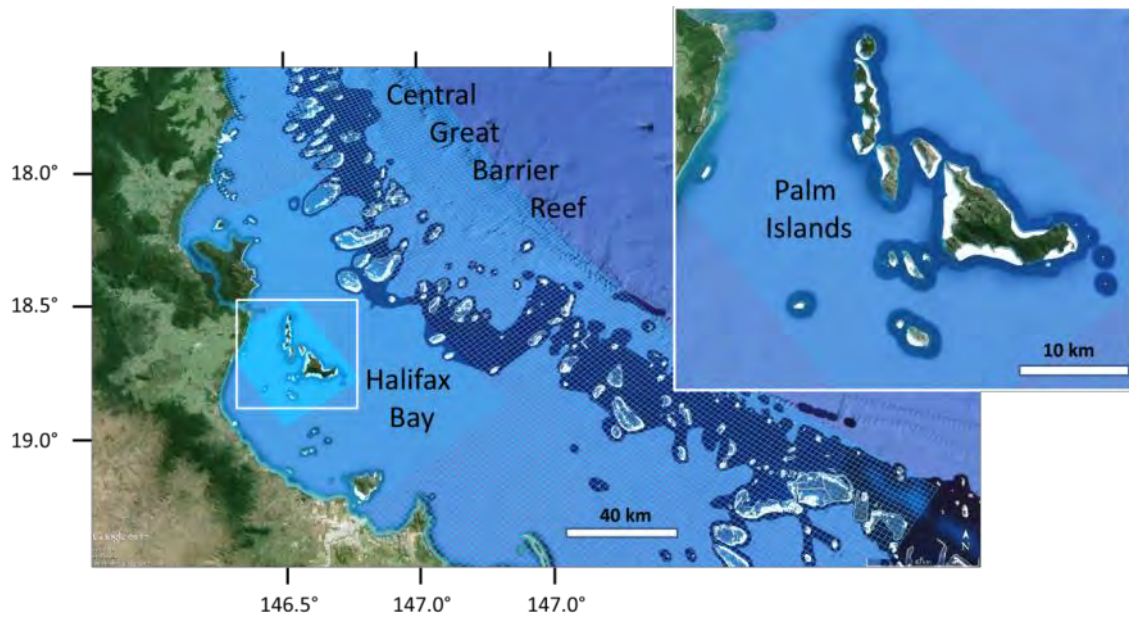 Central
Great
Barrier
Reef
Palm
Islands
10 km
18.0°
18.5°
19.0°
Halifax
Bay
40 km
N
146.5°
147.0°
147.0°